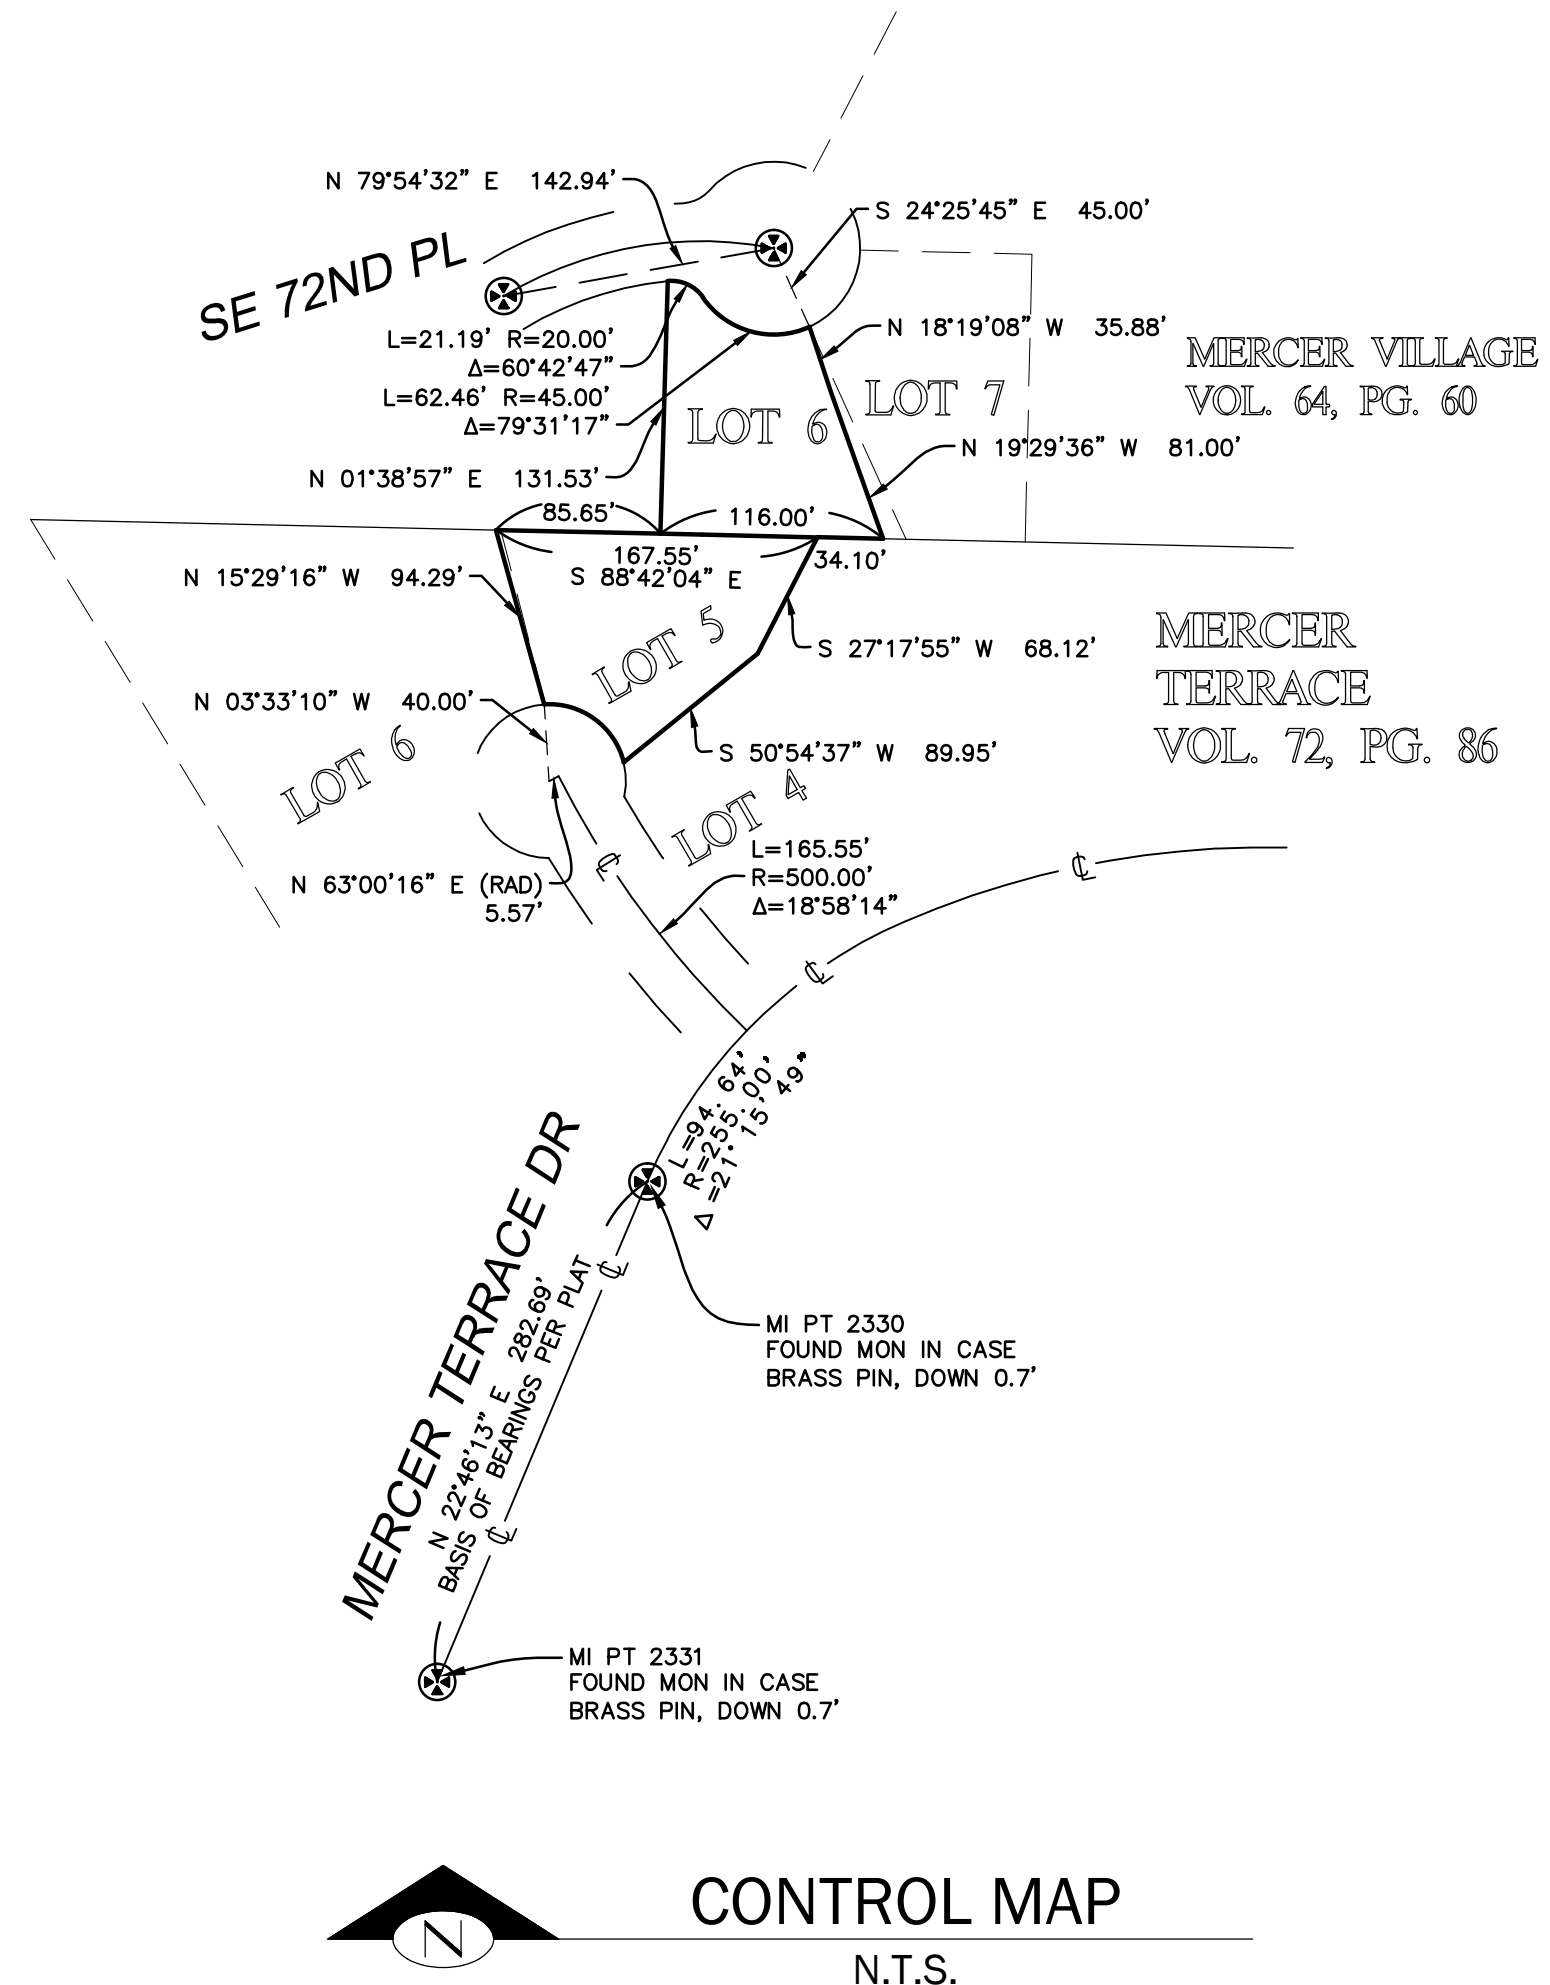 N 79°54'32" E 142.94'
S 24°25'45" E 45.00'
SE 72ND PL
L=21.19' R=20.00'
Δ=60°42'47"
L=62.46' R=45.00'
Δ=79°31'17"
N 18°19'08" W 35.88'
MERCER VILLAGE
VOL. 64, PG. 60
LOT 7
LOT 6
N 19°29'36" W 81.00'
N 01°38'57" E 131.53'
85.65'
116.00'
167.55'
S 88°42'04" E
34.10'
N 15°29'16" W 94.29'
LOT 5
S 27°17'55" W 68.12'
MERCER
TERRACE
VOL. 72, PG. 86
N 03°33'10" W 40.00'
LOT 6
S 50°54'37" W 89.95'
LOT 4
L=165.55'
R=500.00'
Δ=18°58'14"
N 63°00'16" E (RAD)
5.57'
℄
℄
℄
L=94.64'
R=255.00'
Δ=21°15'49"
MERCER TERRACE DR
N 22°46'13" E 282.69'
BASIS OF BEARINGS PER PLAT
℄
℄
MI PT 2330
FOUND MON IN CASE
BRASS PIN, DOWN 0.7'
MI PT 2331
FOUND MON IN CASE
BRASS PIN, DOWN 0.7'
N
CONTROL MAP
N.T.S.